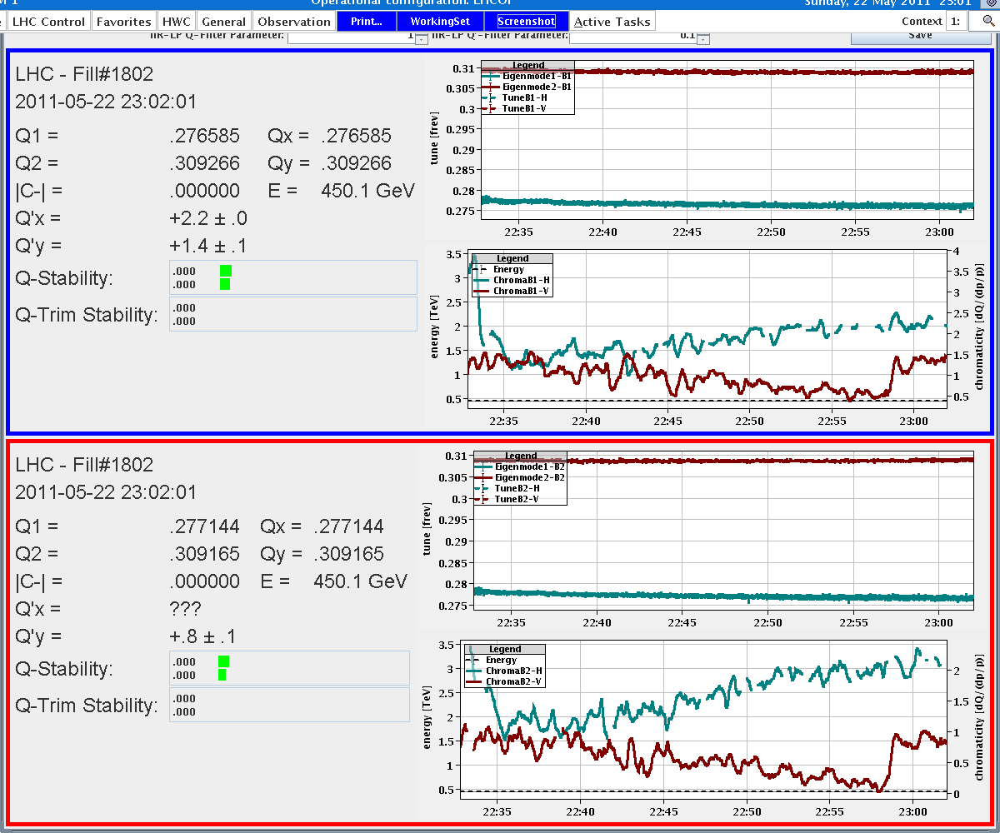 Operational configuration: LHCOP Sunday, 22 May 2011 23:01
LHC Control Favorites HWC General Observation Print... WorkingSet Screenshot Active Tasks Context 1:
IIR-LP Q-Filter Parameter: 1 IIR-LP Q'-Filter Parameter: 0.1 Save
LHC - Fill#1802
2011-05-22 23:02:01
Q1 = .276585 Qx = .276585
Q2 = .309266 Qy = .309266
|C-| = .000000 E = 450.1 GeV
Q'x = +2.2 ± .0
Q'y = +1.4 ± .1
Q-Stability: .000
.000
Q-Trim Stability: .000
.000
Legend
Eigenmode1-B1
Eigenmode2-B1
TuneB1-H
TuneB1-V
tune [frev]
0.31
0.305
0.3
0.295
0.29
0.285
0.28
0.275
22:35 22:40 22:45 22:50 22:55 23:00
Legend
Energy
ChromaB1-H
ChromaB1-V
energy [TeV]
3.5
3
2.5
2
1.5
1
0.5
chromaticity [dQ/(dp/p)]
4
3.5
3
2.5
2
1.5
1
0.5
22:35 22:40 22:45 22:50 22:55 23:00
LHC - Fill#1802
2011-05-22 23:02:01
Q1 = .277144 Qx = .277144
Q2 = .309165 Qy = .309165
|C-| = .000000 E = 450.1 GeV
Q'x = ???
Q'y = +.8 ± .1
Q-Stability: .000
.000
Q-Trim Stability: .000
.000
Legend
Eigenmode1-B2
Eigenmode2-B2
TuneB2-H
TuneB2-V
tune [frev]
0.31
0.305
0.3
0.295
0.29
0.285
0.28
0.275
22:35 22:40 22:45 22:50 22:55 23:00
Legend
Energy
ChromaB2-H
ChromaB2-V
energy [TeV]
3.5
3
2.5
2
1.5
1
0.5
chromaticity [dQ/(dp/p)]
2
1.5
1
0.5
0
22:35 22:40 22:45 22:50 22:55 23:00